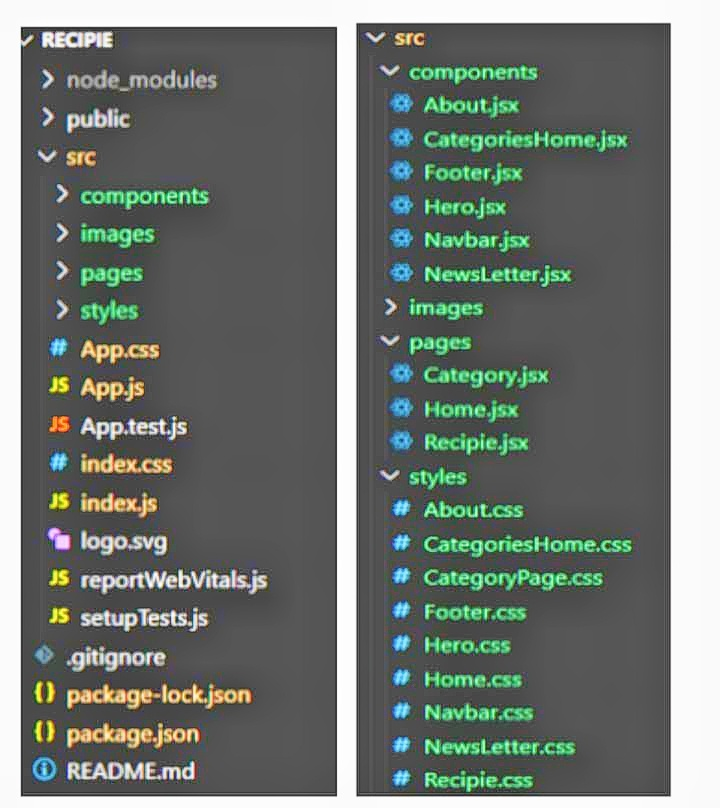 RECIPIE
node_modules
public
src
components
images
pages
styles
# App.css
JS App.js
JS App.test.js
# index.css
JS index.js
logo.svg
JS reportWebVitals.js
JS setupTests.js
.gitignore
{} package-lock.json
{} package.json
README.md
src
components
About.jsx
CategoriesHome.jsx
Footer.jsx
Hero.jsx
Navbar.jsx
NewsLetter.jsx
images
pages
Category.jsx
Home.jsx
Recipie.jsx
styles
# About.css
# CategoriesHome.css
# CategoryPage.css
# Footer.css
# Hero.css
# Home.css
# Navbar.css
# NewsLetter.css
# Recipie.css